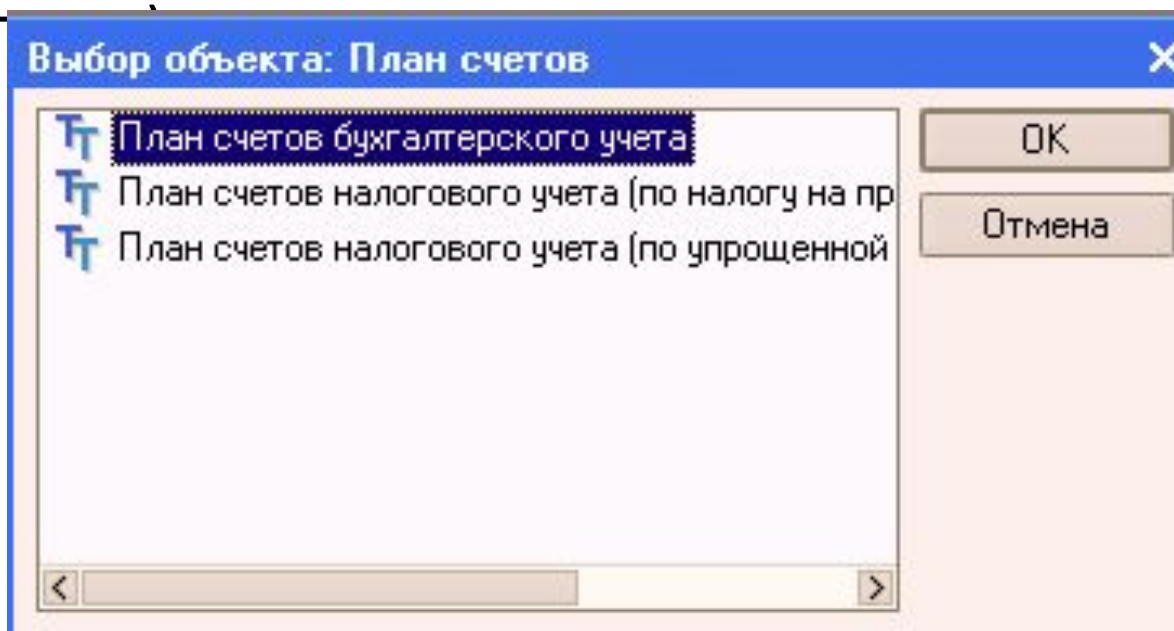 Выбор объекта: План счетов
План счетов бухгалтерского учета
План счетов налогового учета (по налогу на пр
План счетов налогового учета (по упрощенной
OK
Отмена